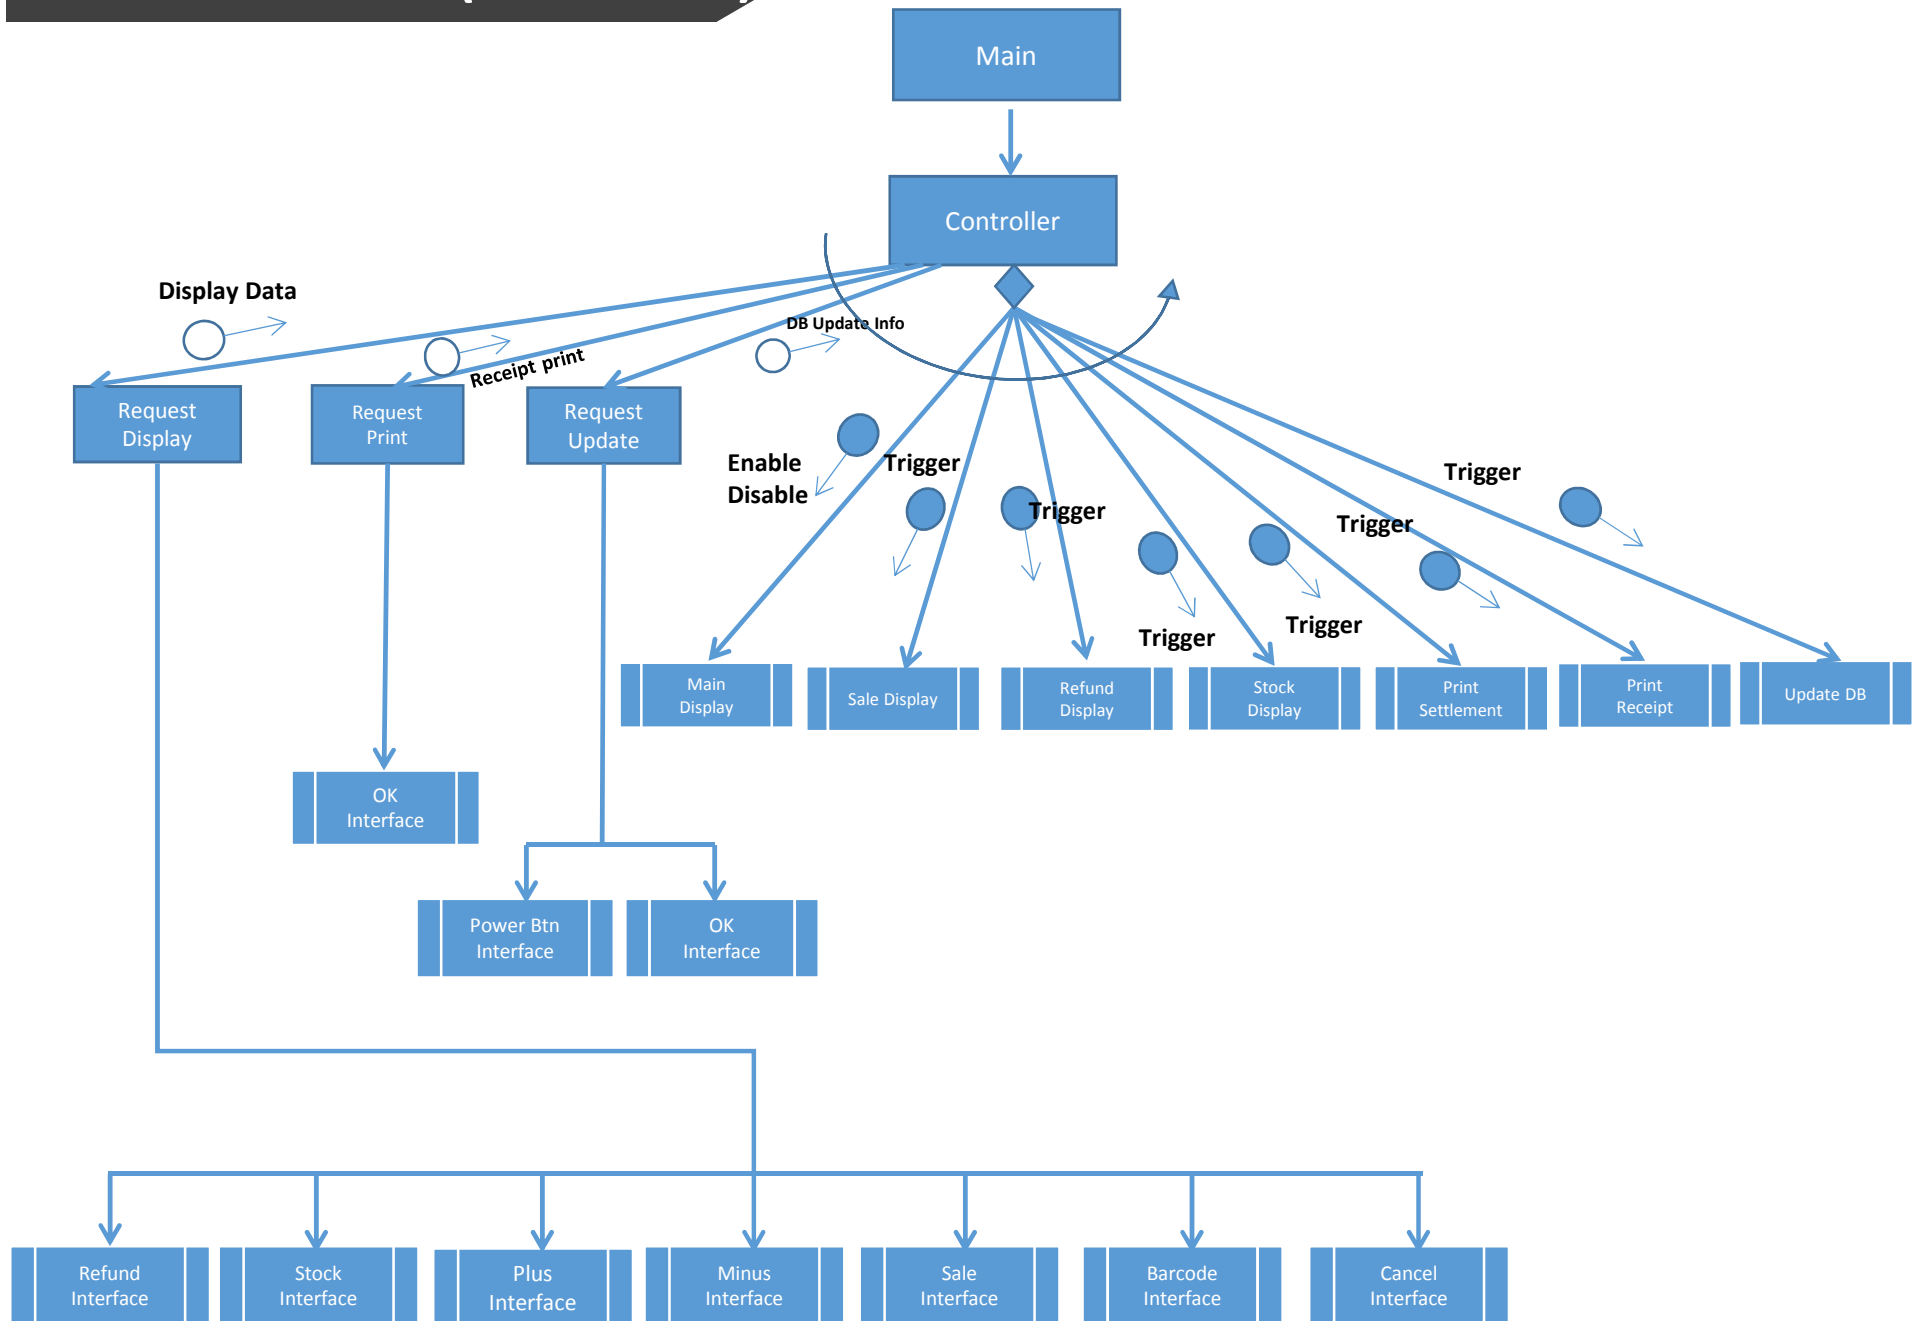 Main
Controller
Display Data
DB Update Info
Receipt print
Request
Display
Request
Print
Request
Update
Enable
Disable
Trigger
Trigger
Trigger
Trigger
Trigger
Trigger
Main
Display
Sale Display
Refund
Display
Stock
Display
Print
Settlement
Print
Receipt
Update DB
OK
Interface
Power Btn
Interface
OK
Interface
Refund
Interface
Stock
Interface
Plus
Interface
Minus
Interface
Sale
Interface
Barcode
Interface
Cancel
Interface